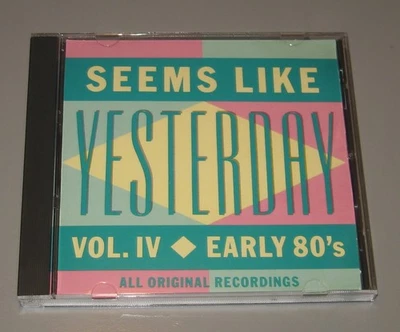 SEEMS LIKE
YESTERDAY
VOL. IV ◆ EARLY 80's
ALL ORIGINAL RECORDINGS